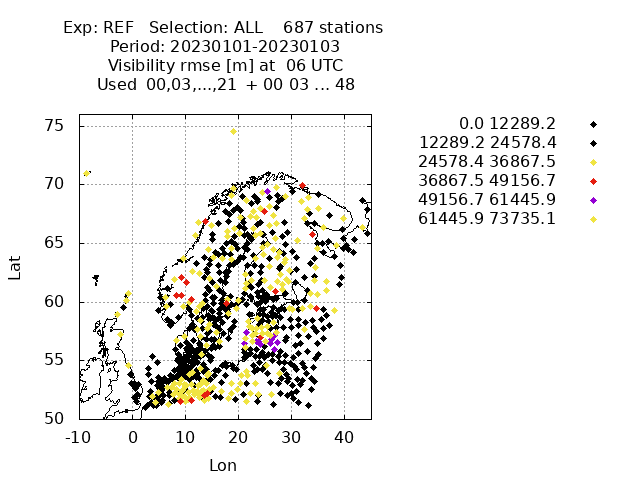 Exp: REF Selection: ALL 687 stations
Period: 20230101-20230103
Visibility rmse [m] at 06 UTC
Used 00,03,...,21 + 00 03 ... 48
0.0 12289.2
12289.2 24578.4
24578.4 36867.5
36867.5 49156.7
49156.7 61445.9
61445.9 73735.1
75
70
65
60
55
50
Lat
-10 0 10 20 30 40
Lon